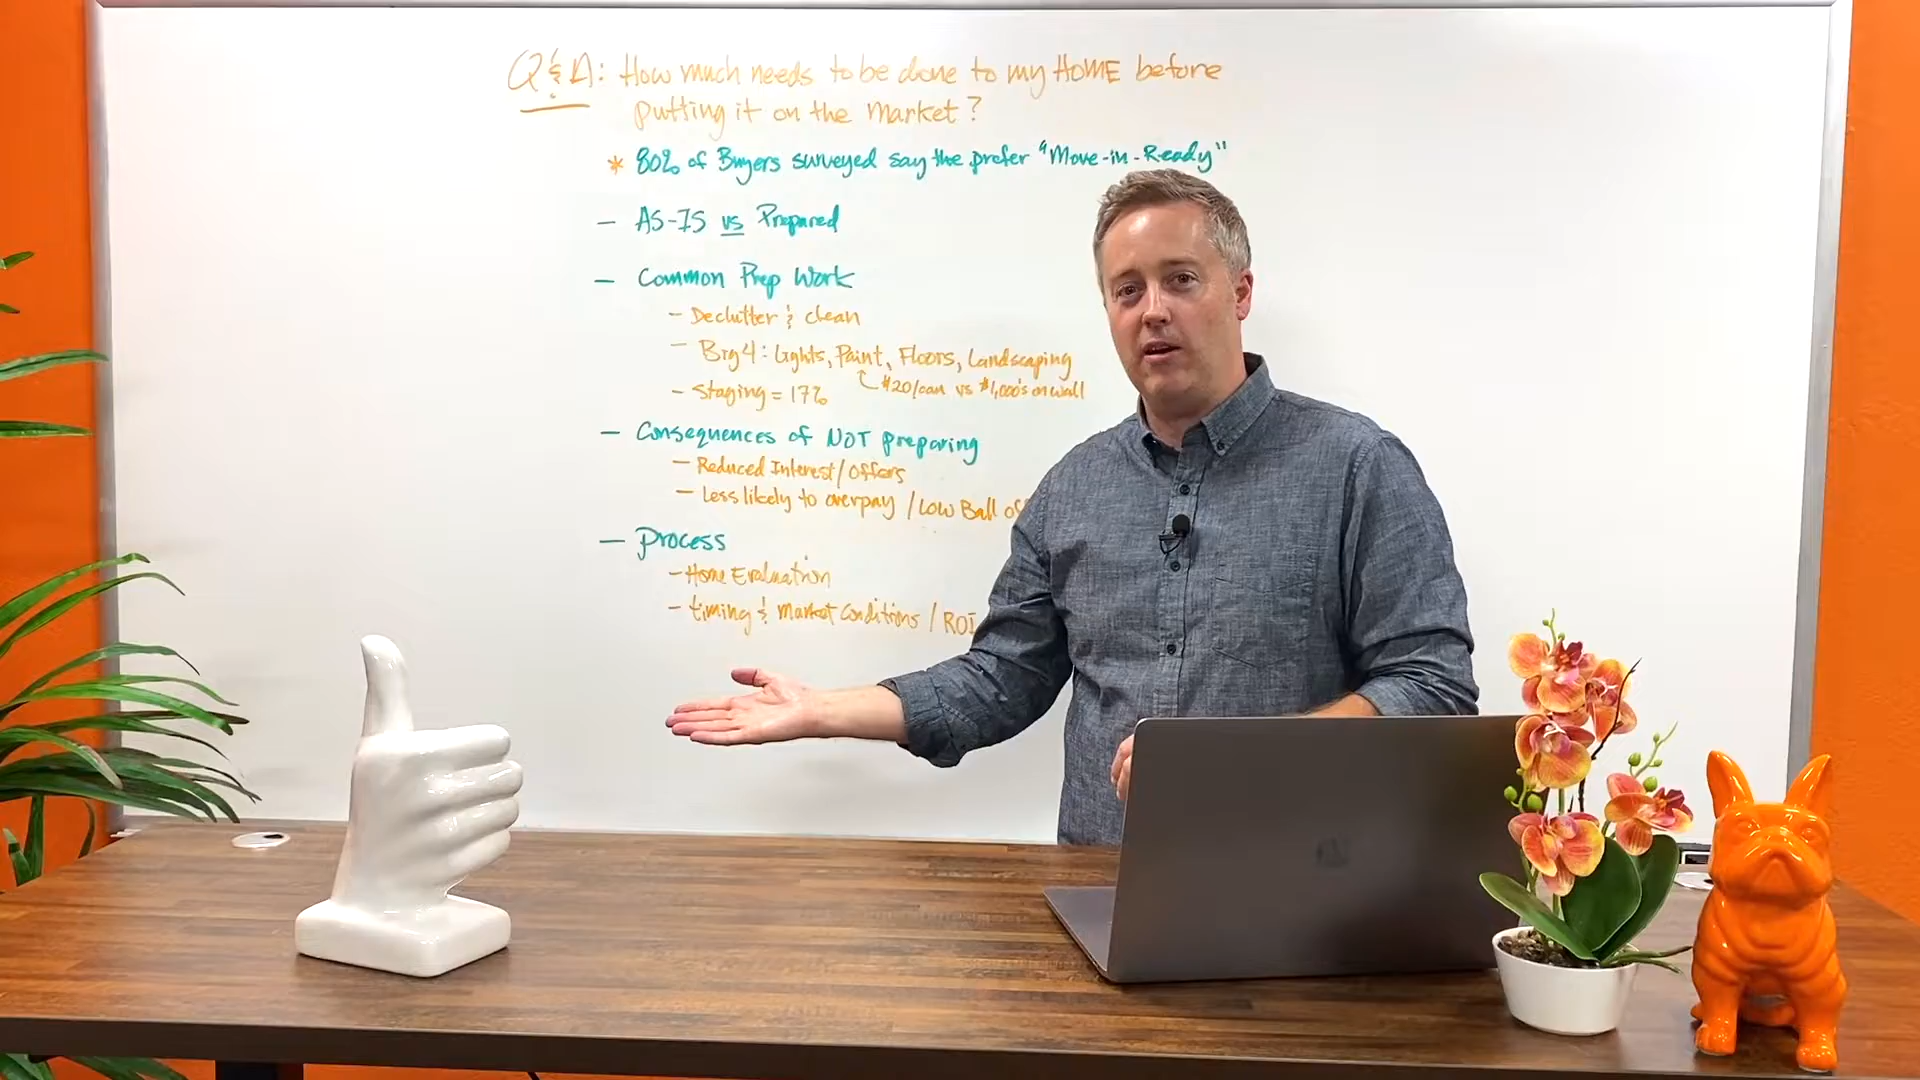 Q & A: How much needs to be done to my HOME before
putting it on the market?
* 80% of Buyers surveyed say the prefer "Move-in-Ready"
- AS-IS vs Prepared
- Common Prep Work
- Declutter & clean
- Brg4: Lights, Paint, Floors, Landscaping
$20/can vs $1,000's on wall
- Staging = 17%
- Consequences of NOT preparing
- Reduced Interest/Offers
- Less likely to overpay / Low Ball of
- Process
- Home Evaluation
- timing & Market Conditions / ROI